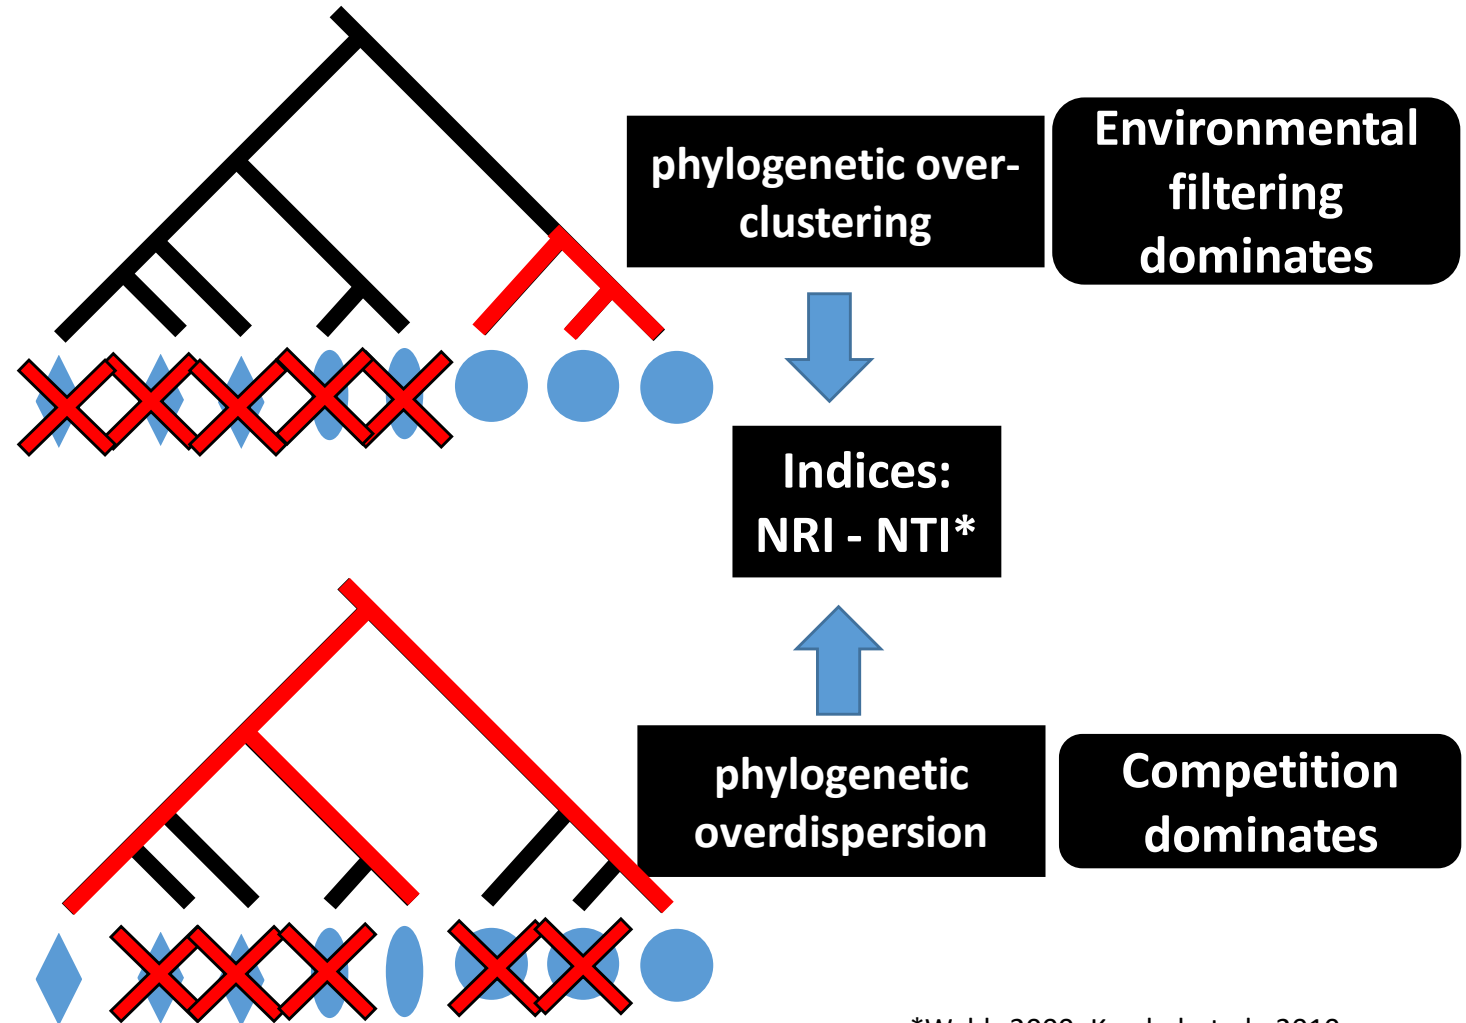 phylogenetic over-
clustering
Environmental
filtering
dominates
Indices:
NRI - NTI*
phylogenetic
overdispersion
Competition
dominates